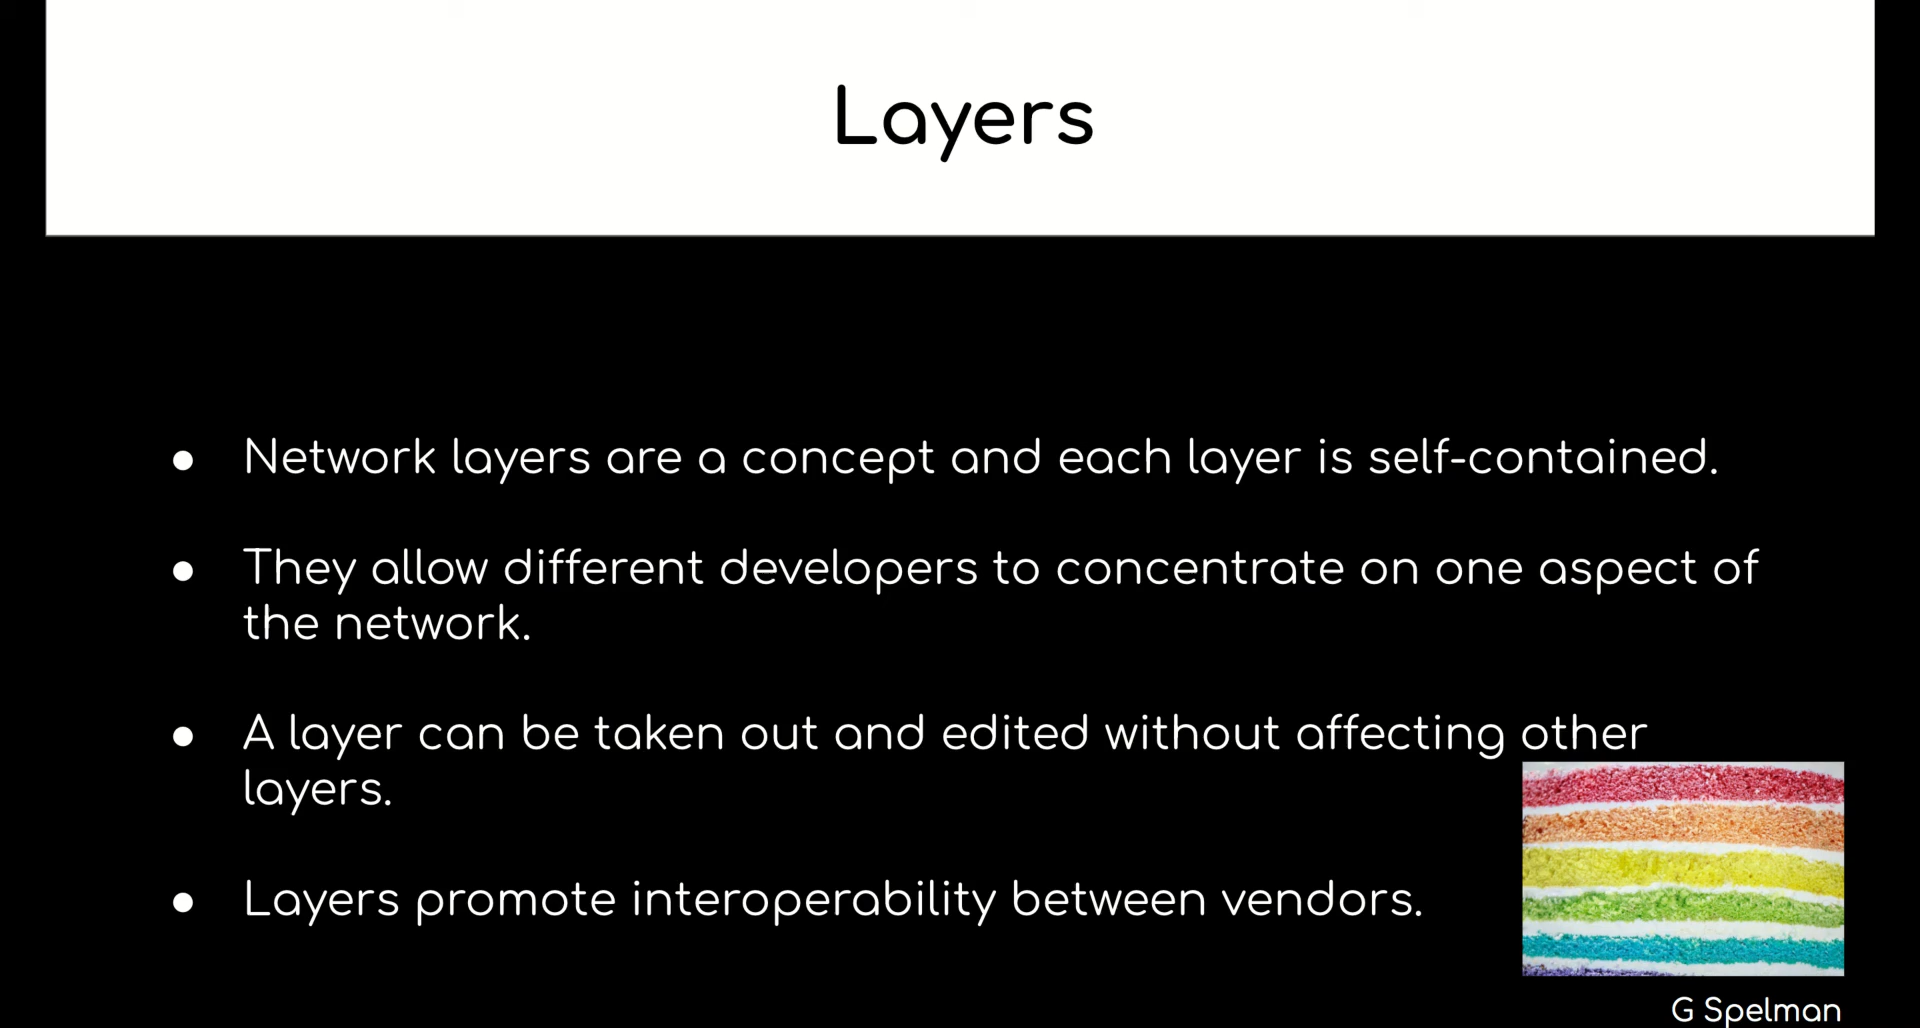 Layers
● Network layers are a concept and each layer is self-contained.
● They allow different developers to concentrate on one aspect of
the network.
● A layer can be taken out and edited without affecting other
layers.
● Layers promote interoperability between vendors.
G Spelman